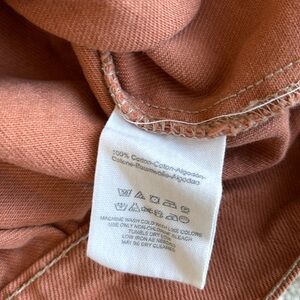 100% Cotton-Coton-Algodón-
Cotone-Baumwolle-Algodao
MACHINE WASH COLD WITH LIKE COLORS
USE ONLY NON-CHLORINE BLEACH
TUMBLE DRY LOW
LOW IRON AS NEEDED
MAY BE DRY CLEANED